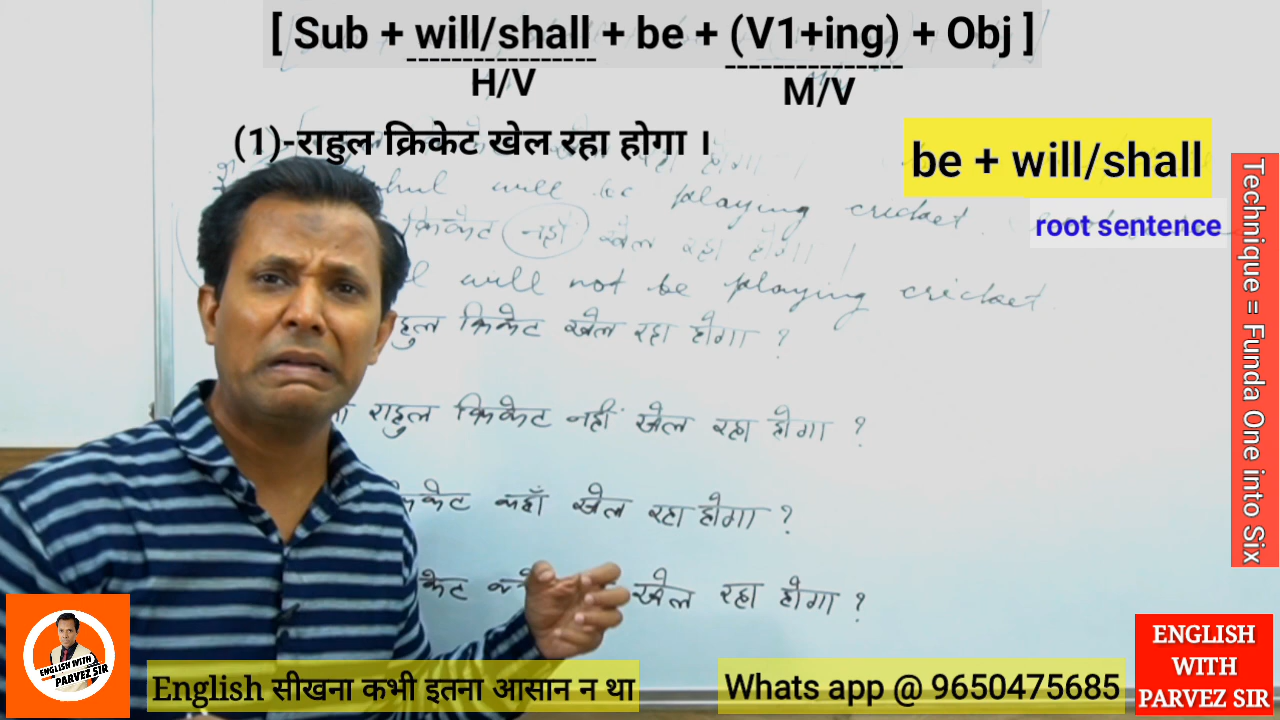 [ Sub + will/shall + be + (V1+ing) + Obj ]
H/V M/V
(1)-राहुल क्रिकेट खेल रहा होगा ।
be + will/shall
root sentence
will be playing cricket.
क्रिकेट नहीं खेल रहा होगा ।
will not be playing cricket.
राहुल क्रिकेट खेल रहा होगा ?
राहुल क्रिकेट नहीं खेल रहा होगा ?
कहाँ खेल रहा होगा ?
खेल रहा होगा ?
Technique = Funda One into Six
ENGLISH WITH
PARVEZ SIR
English सीखना कभी इतना आसान न था
Whats app @ 9650475685
ENGLISH
WITH
PARVEZ SIR